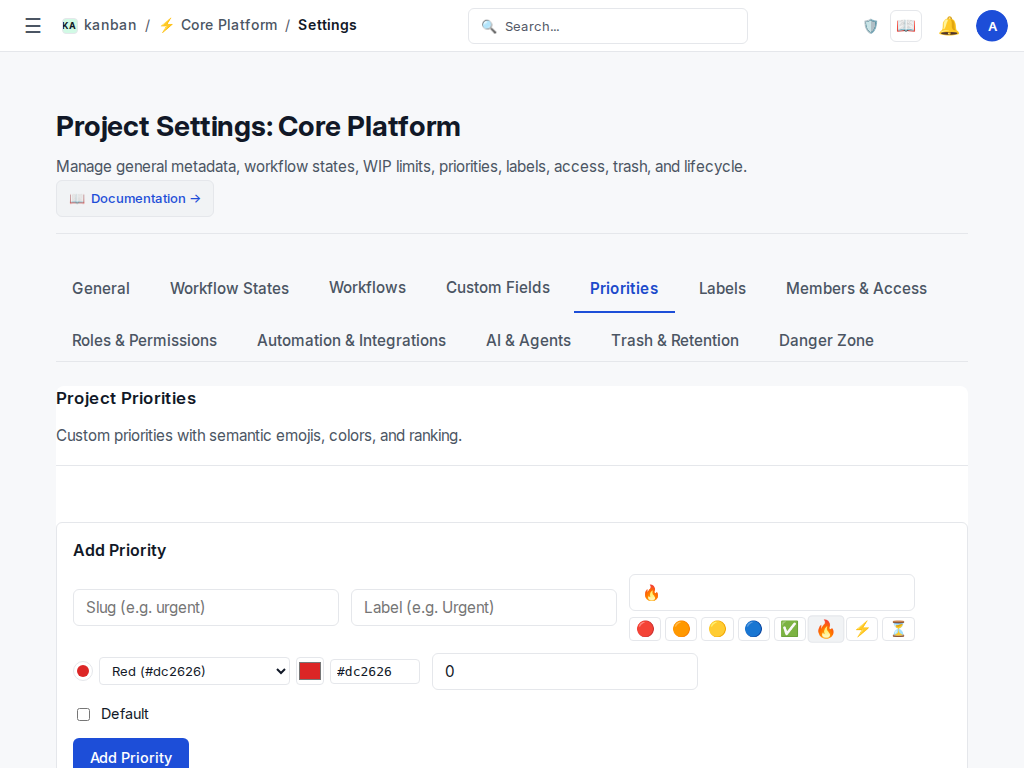 ☰ KA kanban / ⚡ Core Platform / Settings 🔍 Search... 🛡️ 📖 🔔 A
Project Settings: Core Platform
Manage general metadata, workflow states, WIP limits, priorities, labels, access, trash, and lifecycle.
📖 Documentation →
General Workflow States Workflows Custom Fields Priorities Labels Members & Access
Roles & Permissions Automation & Integrations AI & Agents Trash & Retention Danger Zone
Project Priorities
Custom priorities with semantic emojis, colors, and ranking.
Add Priority
Slug (e.g. urgent) Label (e.g. Urgent) 🔥
🔴 🟠 🟡 🔵 ✅ 🔥 ⚡ ⏳
Red (#dc2626) #dc2626 0
Default
Add Priority